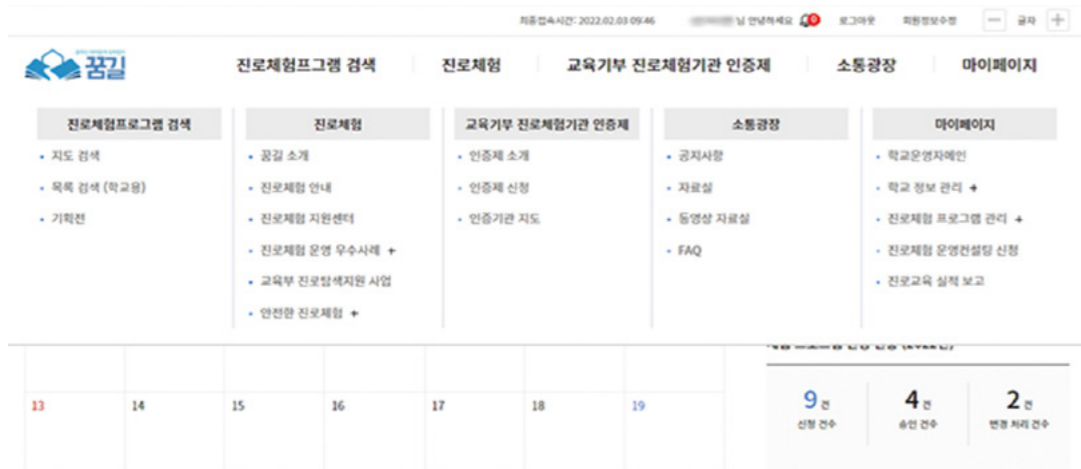 최종접속시간: 2022.02.03 09:46 님 안녕하세요 0 로그아웃 회원정보수정 글자
꿈길
진로체험프그램 검색 진로체험 교육기부 진로체험기관 인증제 소통광장 마이페이지
진로체험프로그램 검색
• 지도 검색
• 목록 검색 (학교용)
• 기획전
진로체험
• 꿈길 소개
• 진로체험 안내
• 진로체험 지원센터
• 진로체험 운영 우수사례 +
• 교육부 진로탐색지원 사업
• 안전한 진로체험 +
교육기부 진로체험기관 인증제
• 인증제 소개
• 인증제 신청
• 인증기관 지도
소통광장
• 공지사항
• 자료실
• 동영상 자료실
• FAQ
마이페이지
• 학교운영자메인
• 학교 정보 관리 +
• 진로체험 프로그램 관리 +
• 진로체험 운영컨설팅 신청
• 진로교육 실적 보고
13 14 15 16 17 18 19
9 건 4 건 2 건
신청 건수 승인 건수 변경 처리 건수